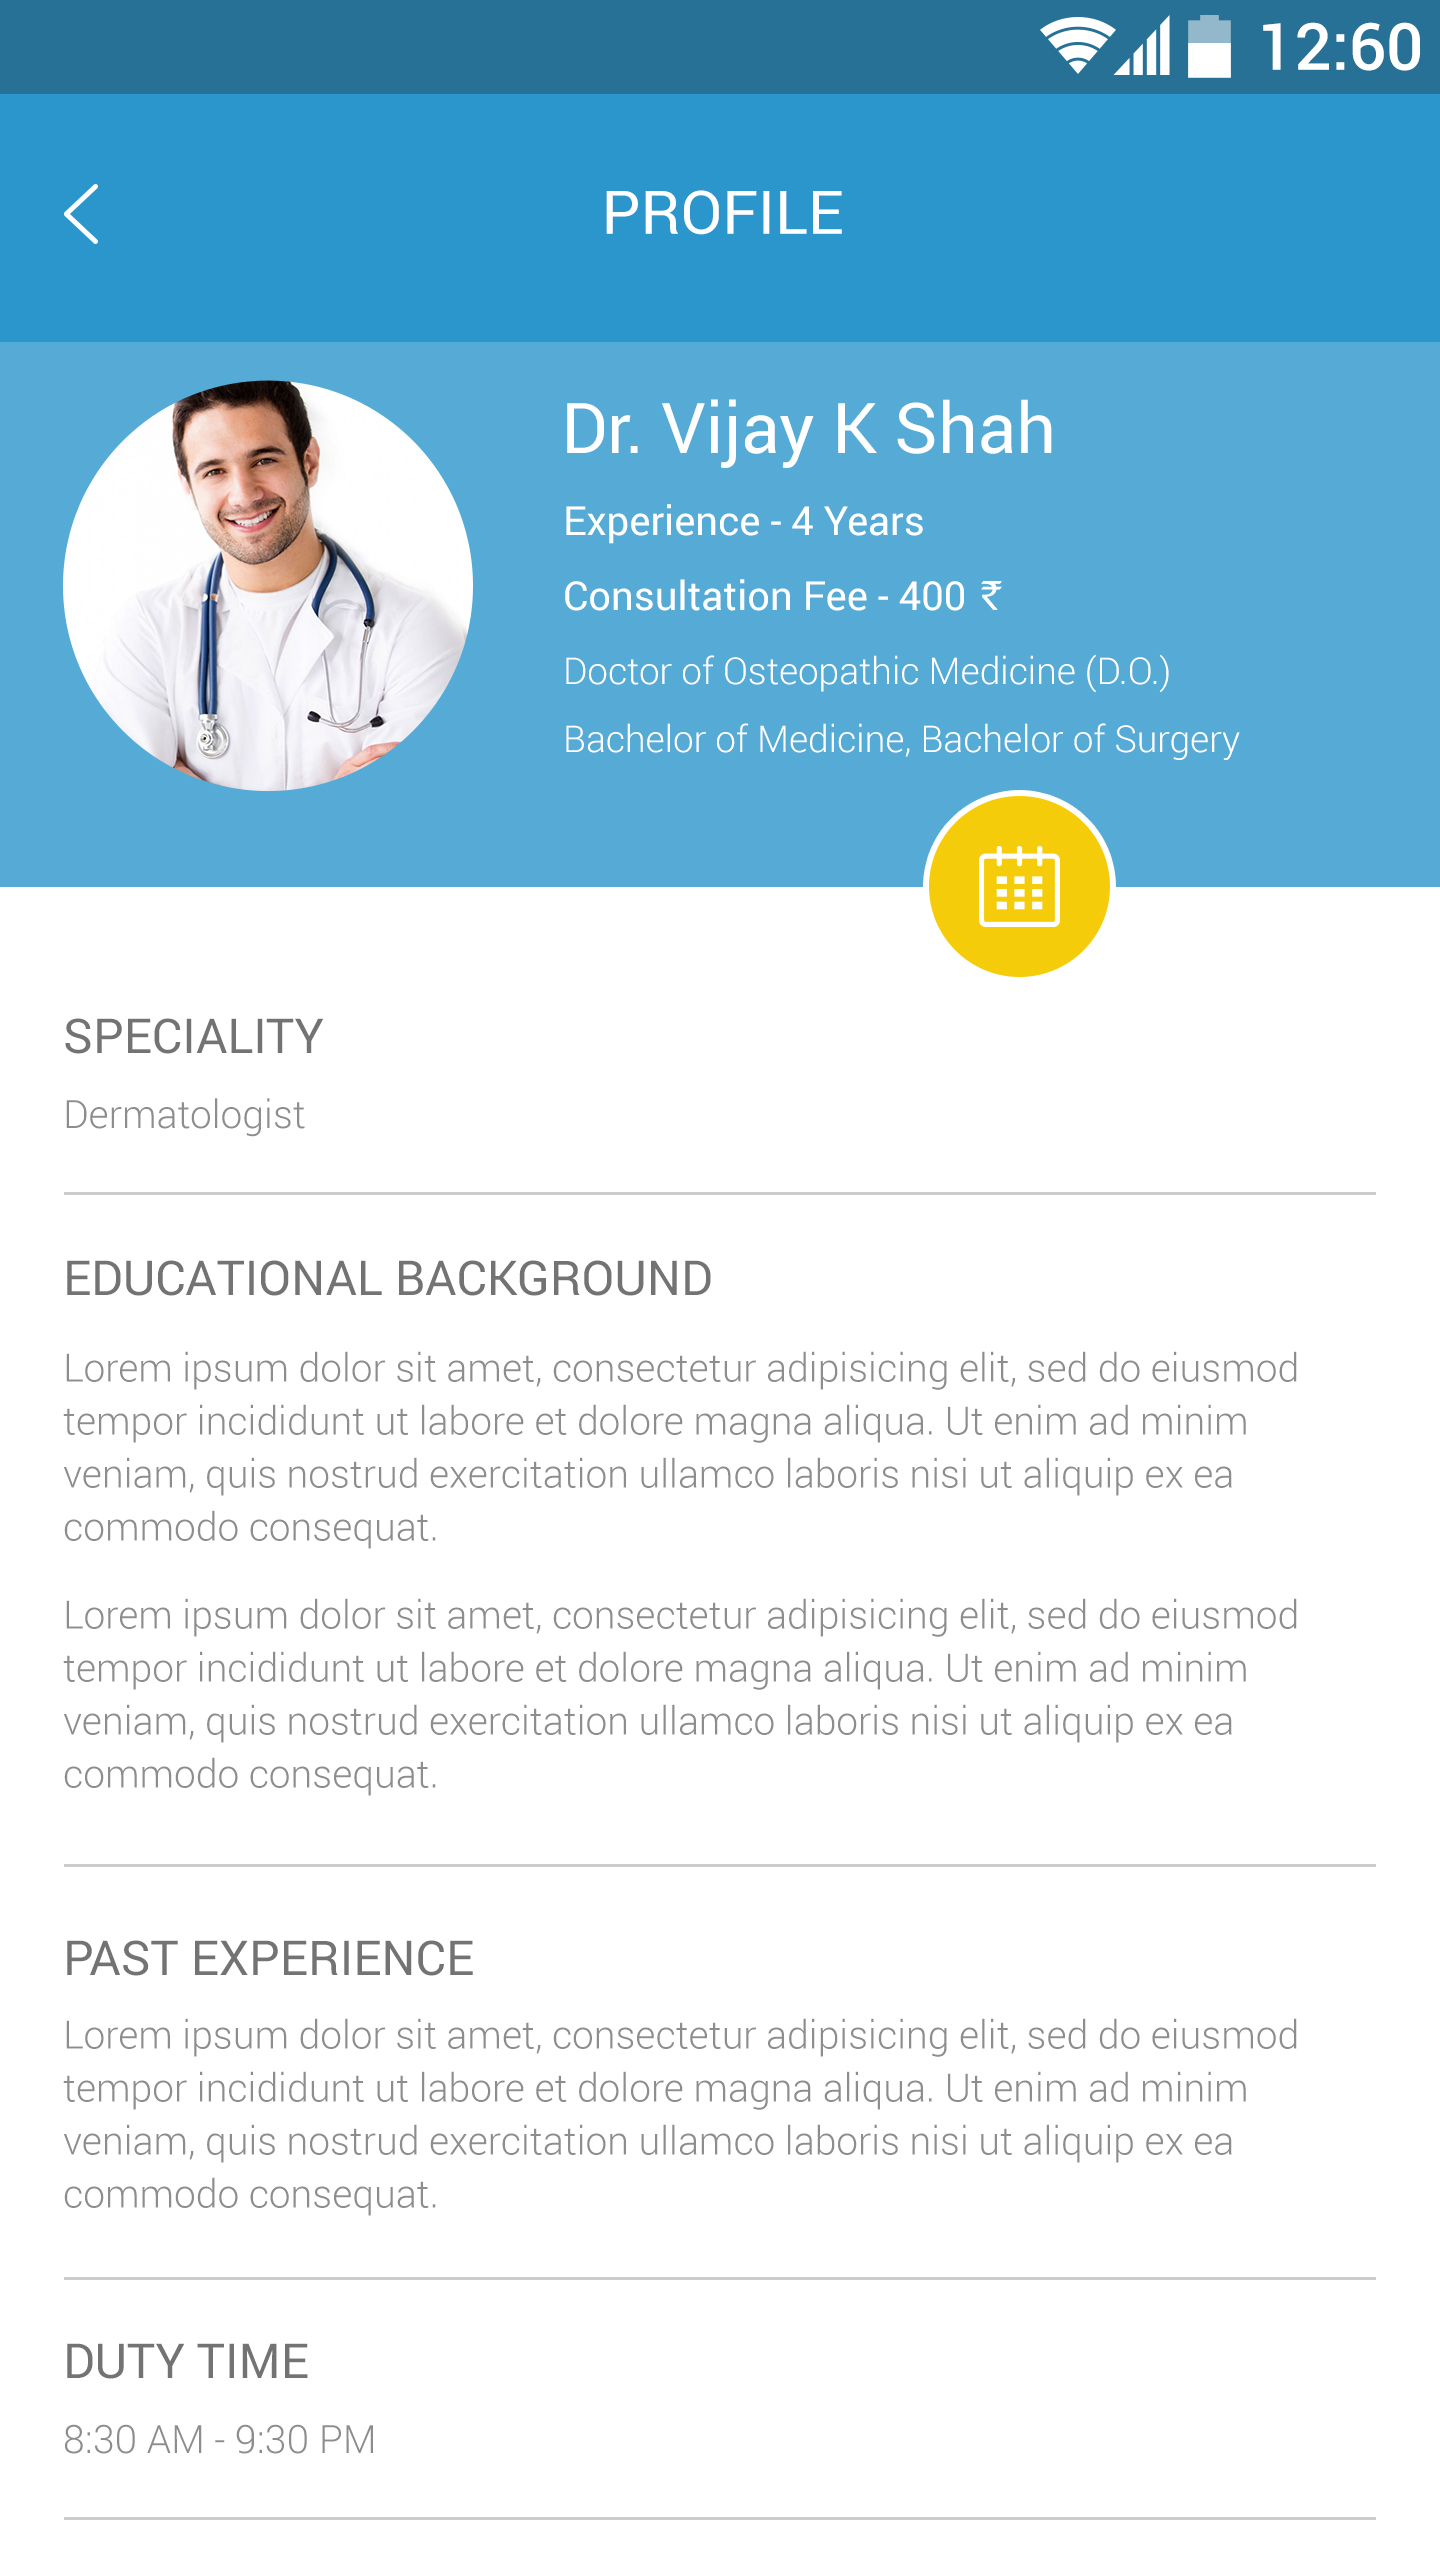 12:60
PROFILE
Dr. Vijay K Shah
Experience - 4 Years
Consultation Fee - 400 ₹
Doctor of Osteopathic Medicine (D.O.)
Bachelor of Medicine, Bachelor of Surgery
SPECIALITY
Dermatologist
EDUCATIONAL BACKGROUND
Lorem ipsum dolor sit amet, consectetur adipisicing elit, sed do eiusmod
tempor incididunt ut labore et dolore magna aliqua. Ut enim ad minim
veniam, quis nostrud exercitation ullamco laboris nisi ut aliquip ex ea
commodo consequat.
Lorem ipsum dolor sit amet, consectetur adipisicing elit, sed do eiusmod
tempor incididunt ut labore et dolore magna aliqua. Ut enim ad minim
veniam, quis nostrud exercitation ullamco laboris nisi ut aliquip ex ea
commodo consequat.
PAST EXPERIENCE
Lorem ipsum dolor sit amet, consectetur adipisicing elit, sed do eiusmod
tempor incididunt ut labore et dolore magna aliqua. Ut enim ad minim
veniam, quis nostrud exercitation ullamco laboris nisi ut aliquip ex ea
commodo consequat.
DUTY TIME
8:30 AM - 9:30 PM